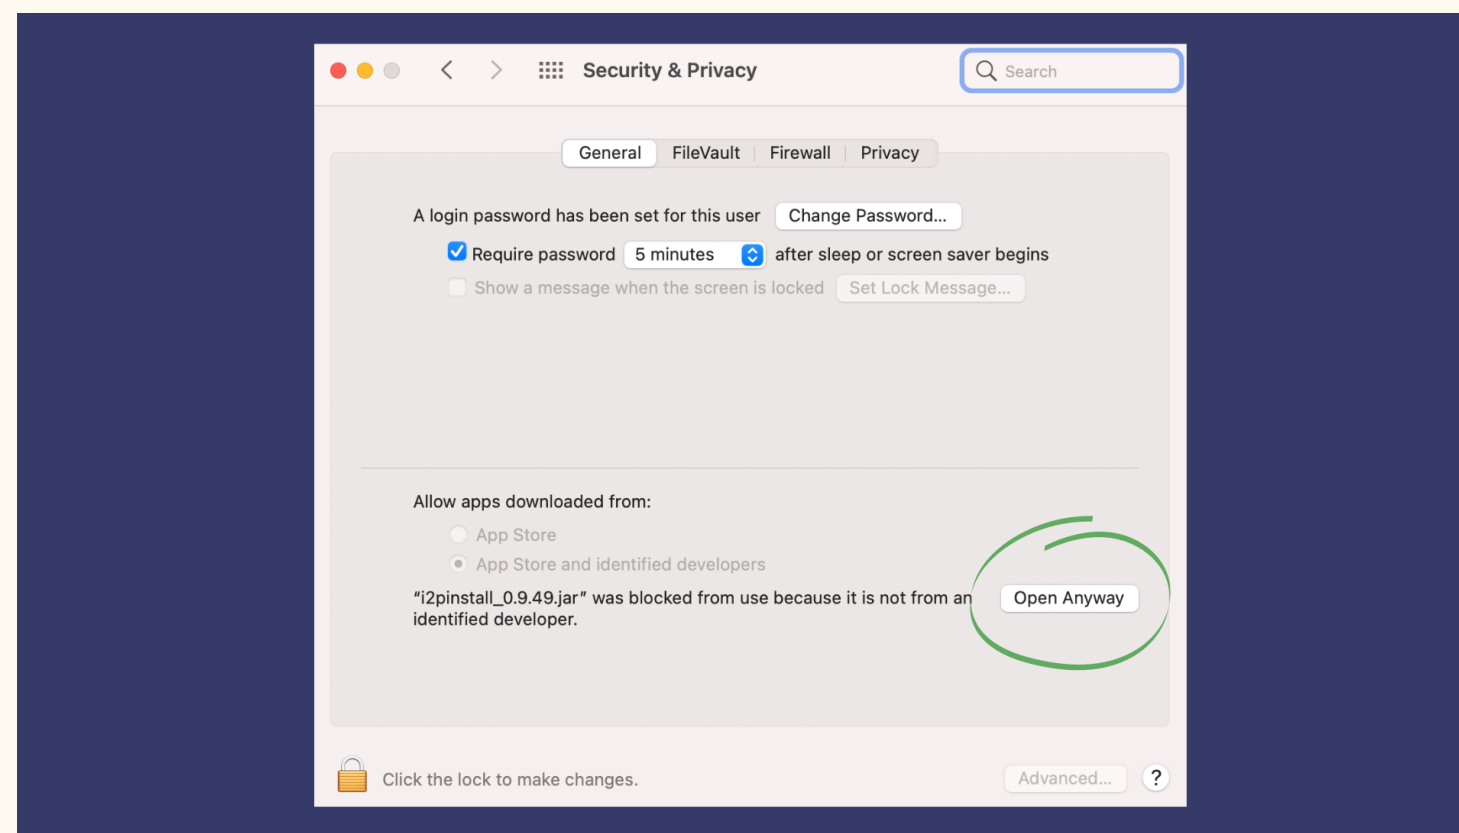 Security & Privacy
Search
General FileVault Firewall Privacy
A login password has been set for this user Change Password...
Require password 5 minutes after sleep or screen saver begins
Show a message when the screen is locked Set Lock Message...
Allow apps downloaded from:
App Store
App Store and identified developers
“i2pinstall_0.9.49.jar” was blocked from use because it is not from an Open Anyway
identified developer.
Click the lock to make changes. Advanced... ?